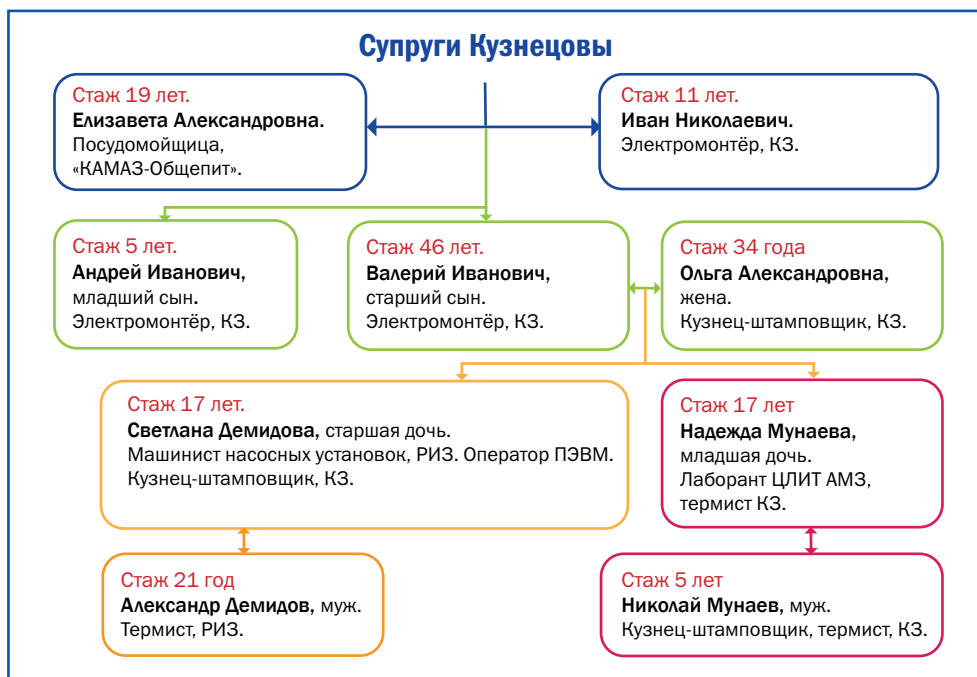 Супруги Кузнецовы
Стаж 19 лет.
Елизавета Александровна.
Посудомойщица,
«КАМАЗ-Общепит».
Стаж 11 лет.
Иван Николаевич.
Электромонтёр, КЗ.
Стаж 5 лет.
Андрей Иванович,
младший сын.
Электромонтёр, КЗ.
Стаж 46 лет.
Валерий Иванович,
старший сын.
Электромонтёр, КЗ.
Стаж 34 года
Ольга Александровна,
жена.
Кузнец-штамповщик, КЗ.
Стаж 17 лет.
Светлана Демидова, старшая дочь.
Машинист насосных установок, РИЗ. Оператор ПЭВМ.
Кузнец-штамповщик, КЗ.
Стаж 17 лет
Надежда Мунаева,
младшая дочь.
Лаборант ЦЛИТ АМЗ,
термист КЗ.
Стаж 21 год
Александр Демидов, муж.
Термист, РИЗ.
Стаж 5 лет
Николай Мунаев, муж.
Кузнец-штамповщик, термист, КЗ.